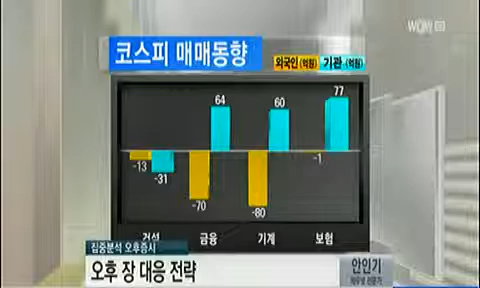 WOW
코스피 매매동향
외국인(억원) 기관(억원)
64 60 77
-13 -31 -70 -80 -1
건설 금융 기계 보험
집중분석 오후증시
오후 장 대응 전략
안인기